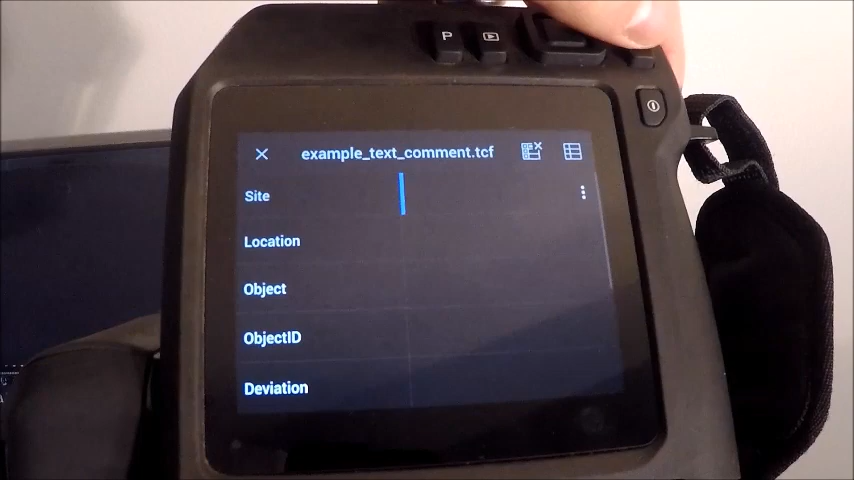 P
example_text_comment.tcf
Site
Location
Object
ObjectID
Deviation